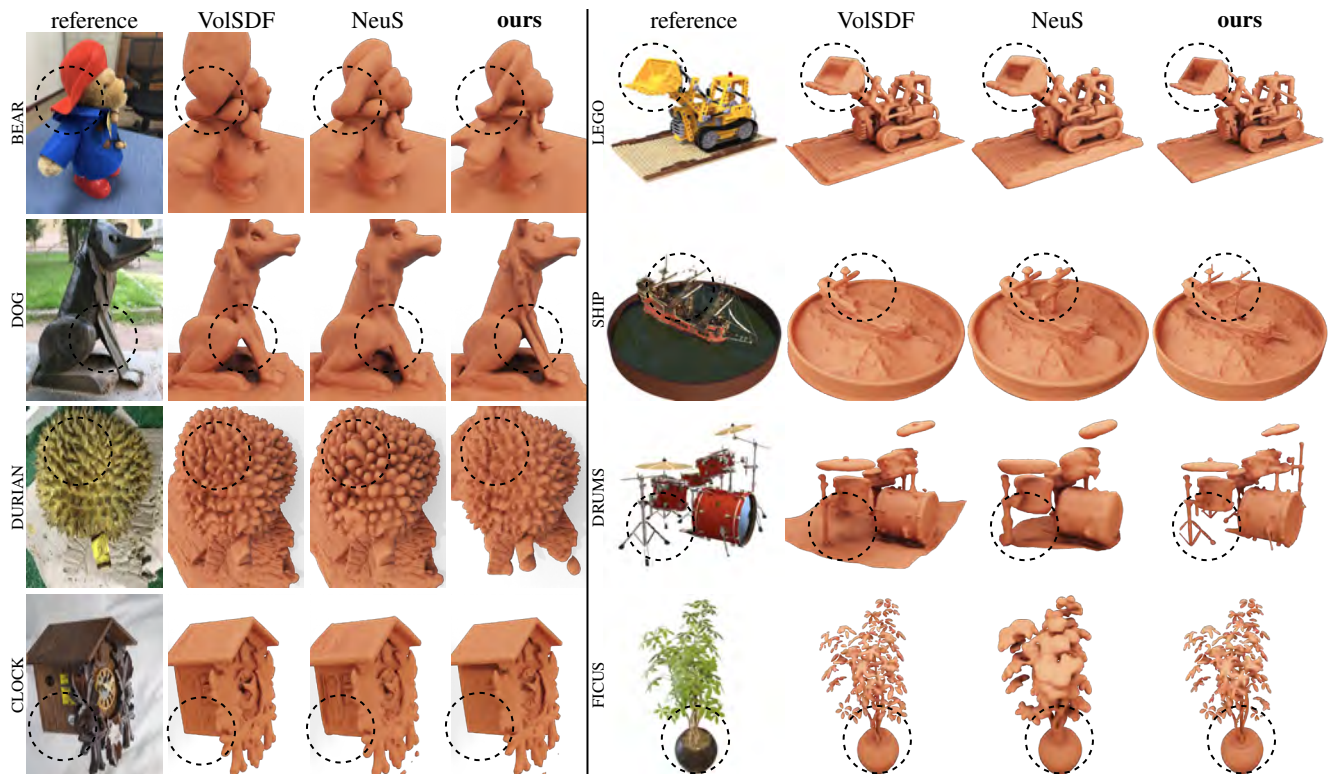 reference VolSDF NeuS ours reference VolSDF NeuS ours
BEAR
LEGO
DOG
SHIP
DURIAN
DRUMS
CLOCK
FICUS